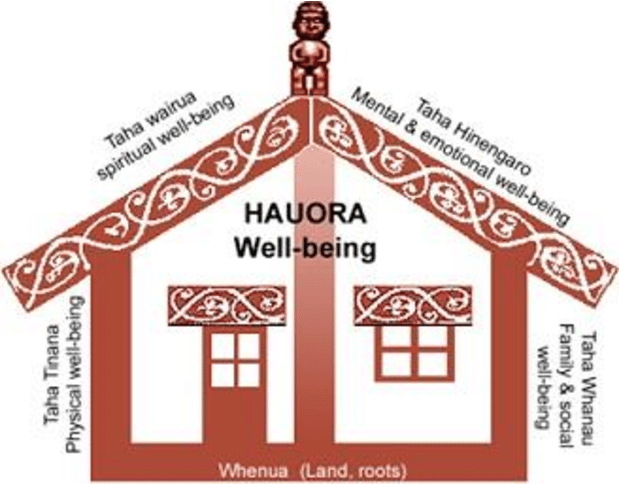 Taha wairua
spiritual well-being
Taha Hinengaro
Mental & emotional well-being
HAUORA
Well-being
Taha Tinana
Physical well-being
Taha Whanau
Family & social
well-being
Whenua (Land, roots)